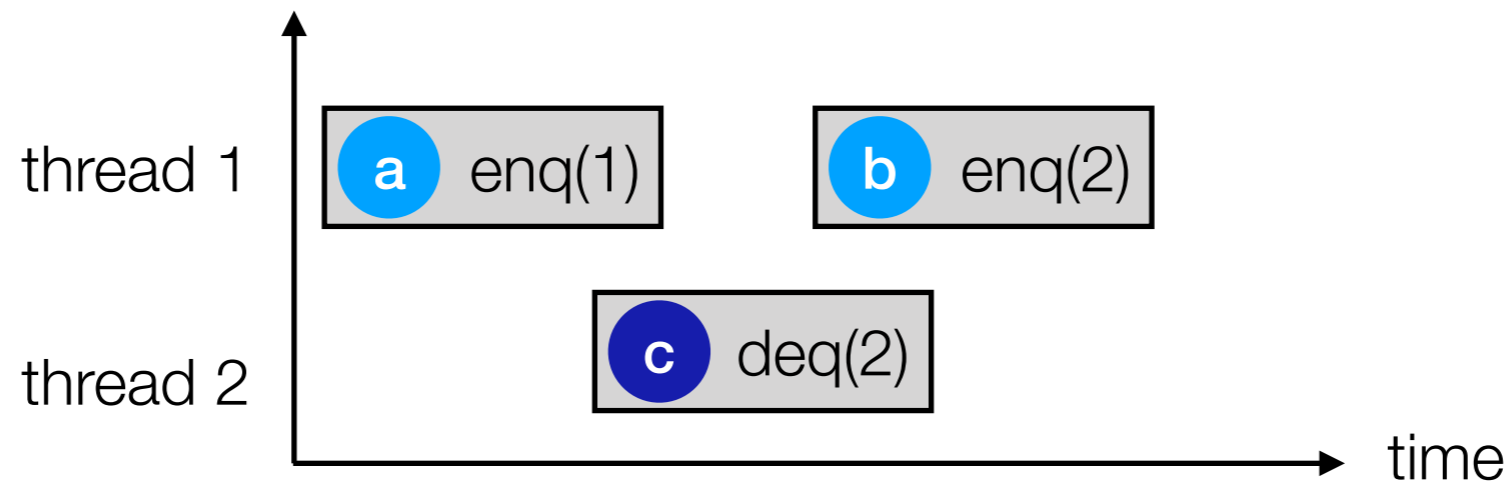 thread 1
a enq(1)
b enq(2)
thread 2
c deq(2)
time